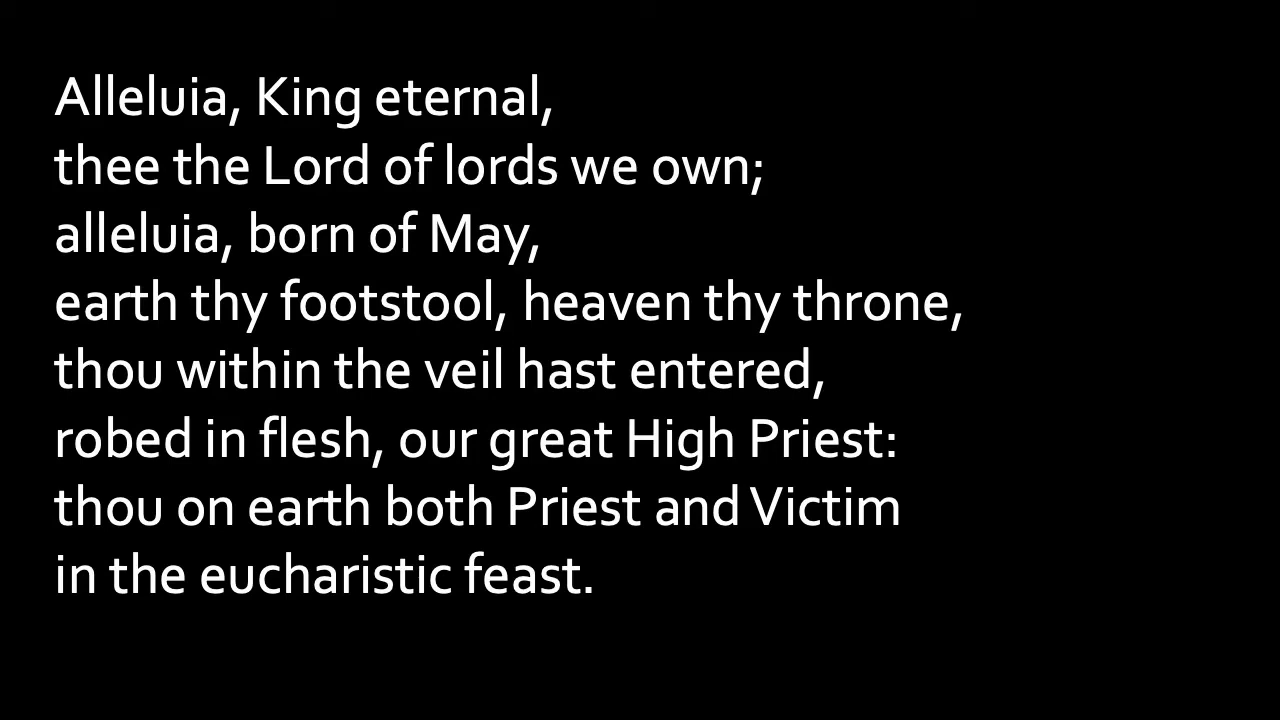 Alleluia, King eternal,
thee the Lord of lords we own;
alleluia, born of May,
earth thy footstool, heaven thy throne,
thou within the veil hast entered,
robed in flesh, our great High Priest:
thou on earth both Priest and Victim
in the eucharistic feast.